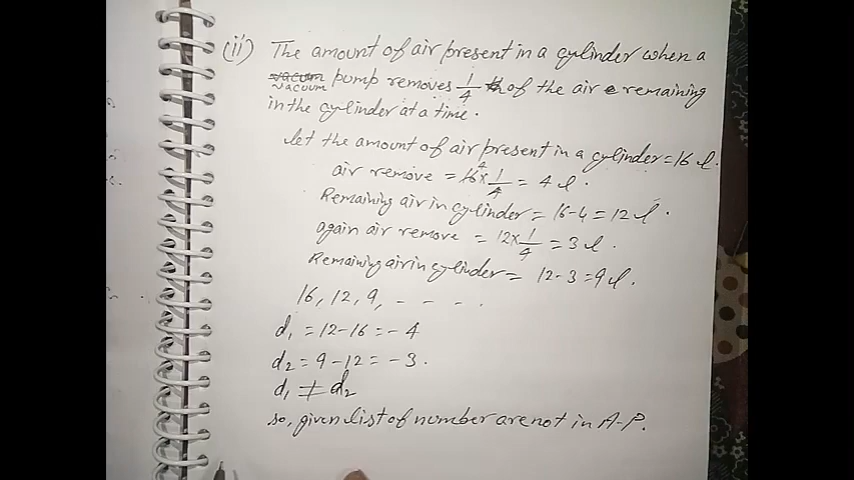 (ii) The amount of air present in a cylinder when a
vacuum pump removes 1/4 th of the air remaining
in the cylinder at a time.
let the amount of air present in a cylinder = 16 l.
air remove = 16 × 1/4 = 4 l.
Remaining air in cylinder = 16-4 = 12 l.
again air remove = 12 × 1/4 = 3 l.
Remaining air in cylinder = 12-3 = 9 l.
16, 12, 9, - - - .
d₁ = 12-16 = -4
d₂ = 9-12 = -3.
d₁ ≠ d₂
so, given list of number are not in A-P.